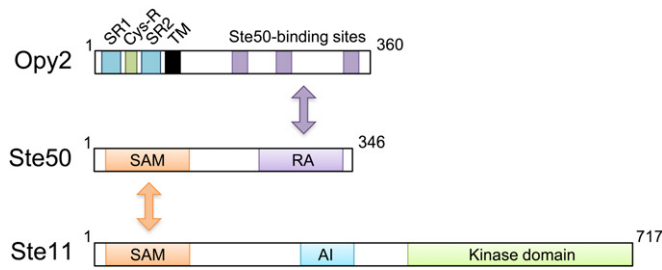 SR1 Cys-R SR2 TM
Ste50-binding sites
Opy2 1 360
Ste50 1 SAM RA 346
Ste11 1 SAM AI Kinase domain 717